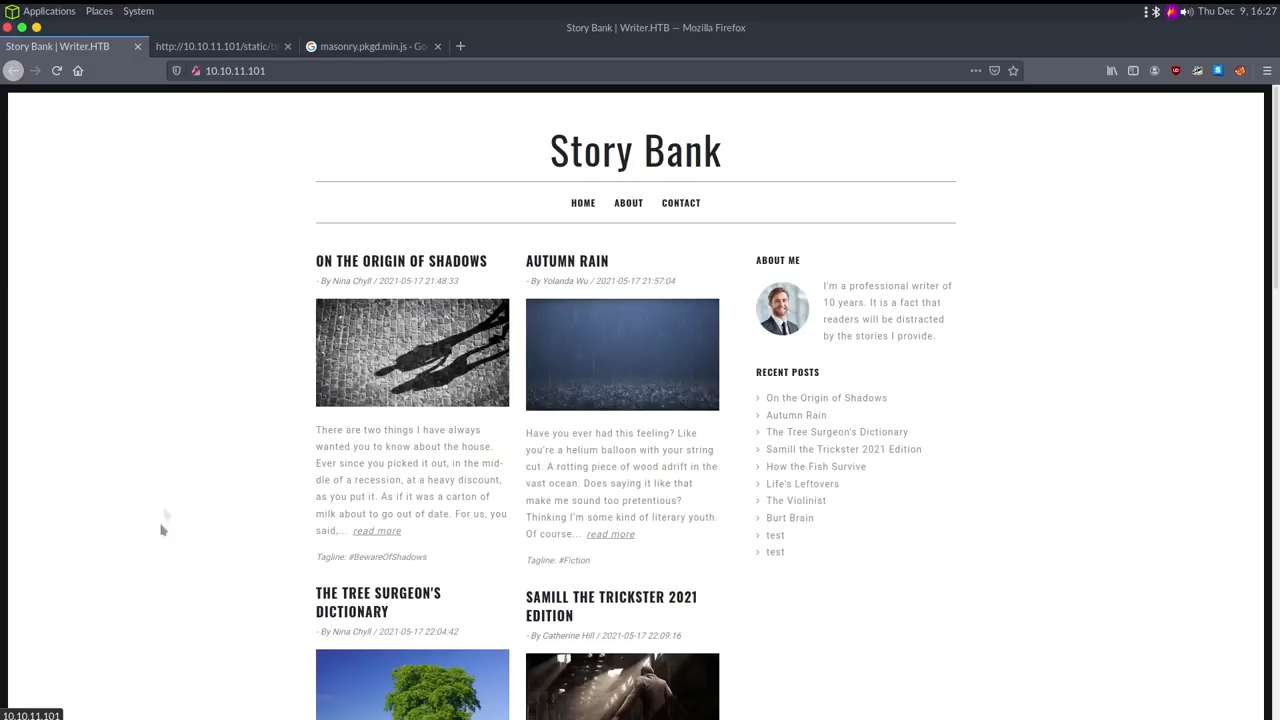 Applications Places System
Thu Dec 9, 16:27
Story Bank | Writer.HTB — Mozilla Firefox
Story Bank | Writer.HTB
http://10.10.11.101/static/
masonry.pkgd.min.js - Go
10.10.11.101
Story Bank
HOME ABOUT CONTACT
ON THE ORIGIN OF SHADOWS
- By Nina Chyll / 2021-05-17 21:48:33
There are two things I have always
wanted you to know about the house.
Ever since you picked it out, in the mid-
dle of a recession, at a heavy discount,
as you put it. As if it was a carton of
milk about to go out of date. For us, you
said,... read more
Tagline: #BewareOfShadows
THE TREE SURGEON'S
DICTIONARY
- By Nina Chyll / 2021-05-17 22:04:42
AUTUMN RAIN
- By Yolanda Wu / 2021-05-17 21:57:04
Have you ever had this feeling? Like
you're a helium balloon with your string
cut. A rotting piece of wood adrift in the
vast ocean. Does saying it like that
make me sound too pretentious?
Thinking I'm some kind of literary youth.
Of course... read more
Tagline: #Fiction
SAMILL THE TRICKSTER 2021
EDITION
- By Catherine Hill / 2021-05-17 22:09:16
ABOUT ME
I'm a professional writer of
10 years. It is a fact that
readers will be distracted
by the stories I provide.
RECENT POSTS
On the Origin of Shadows
Autumn Rain
The Tree Surgeon's Dictionary
Samill the Trickster 2021 Edition
How the Fish Survive
Life's Leftovers
The Violinist
Burt Brain
test
test
10.10.11.101